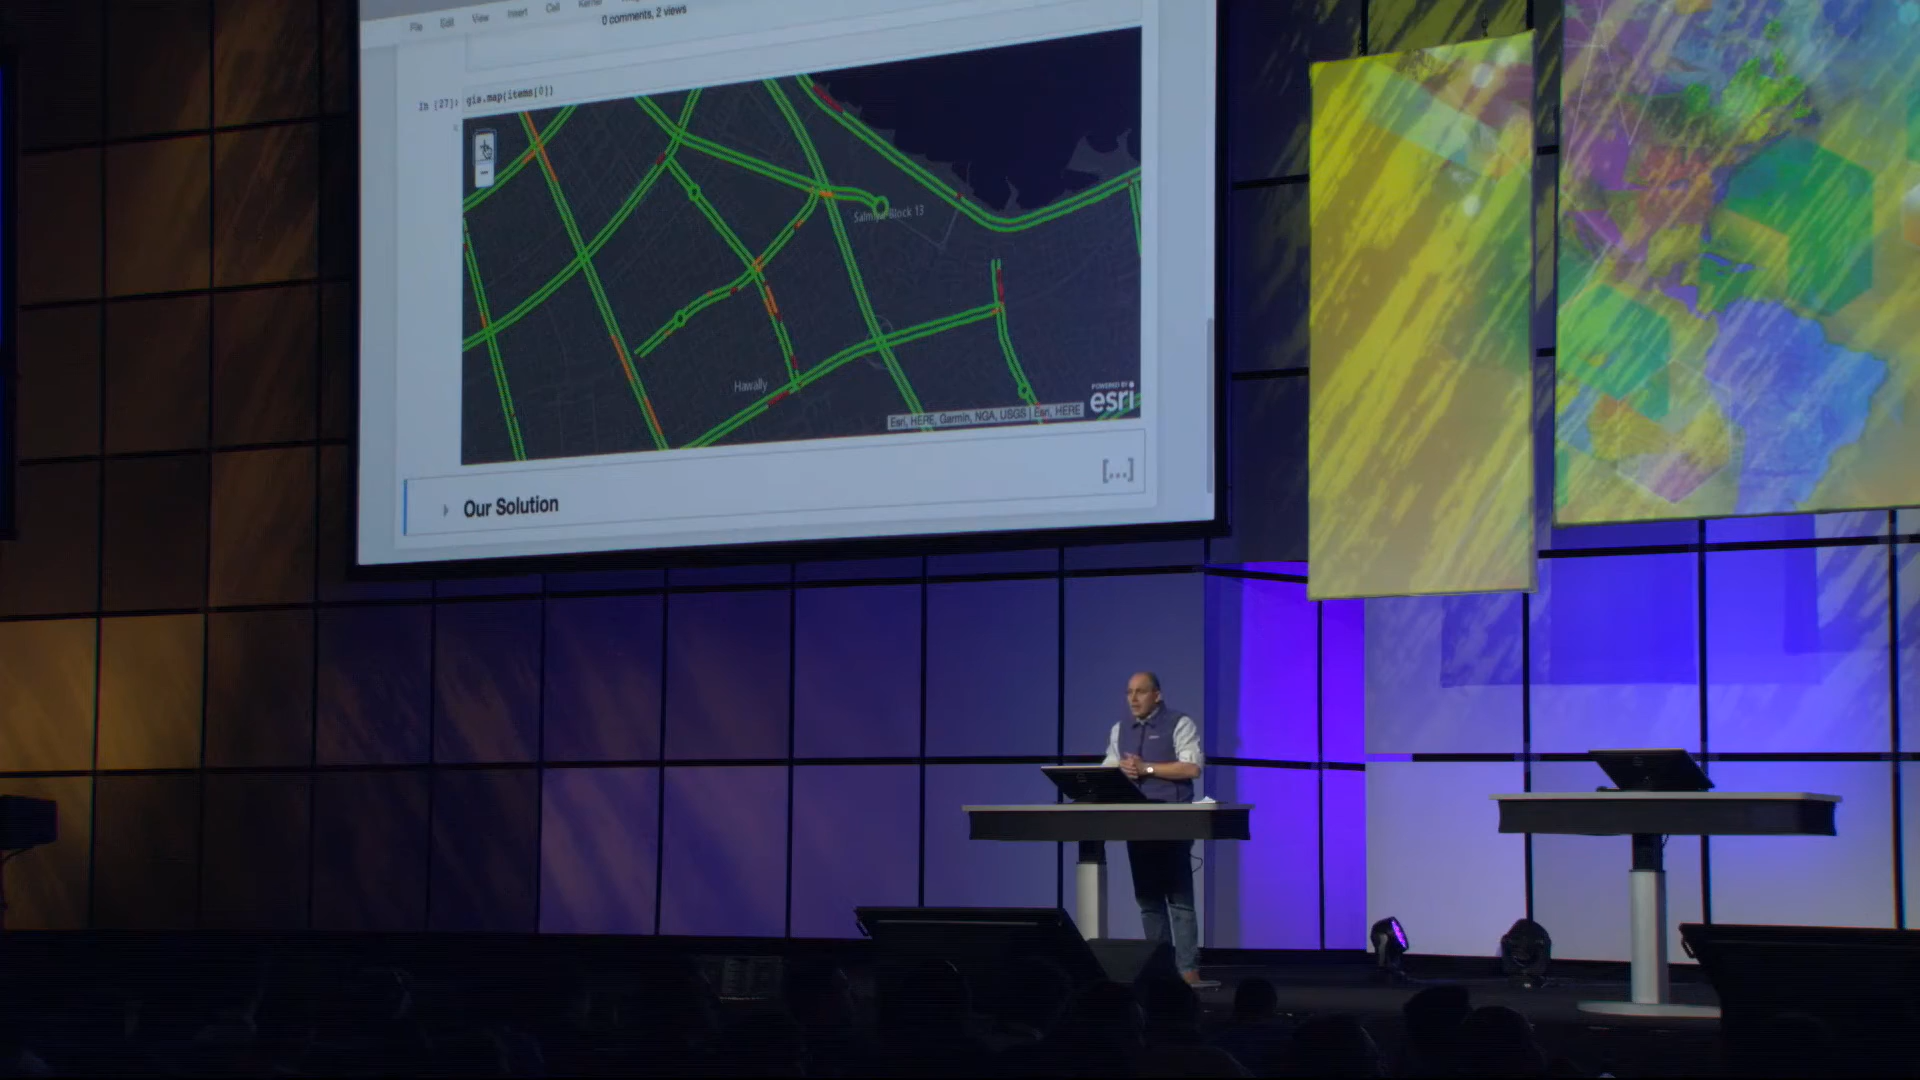 File Edit View Insert Cell Kernel
0 comments, 2 views
In [27]: gis.map(items[0])
Salmiya Block 13
Hawally
POWERED BY
esri
Esri, HERE, Garmin, NGA, USGS | Esri, HERE
[...]
Our Solution